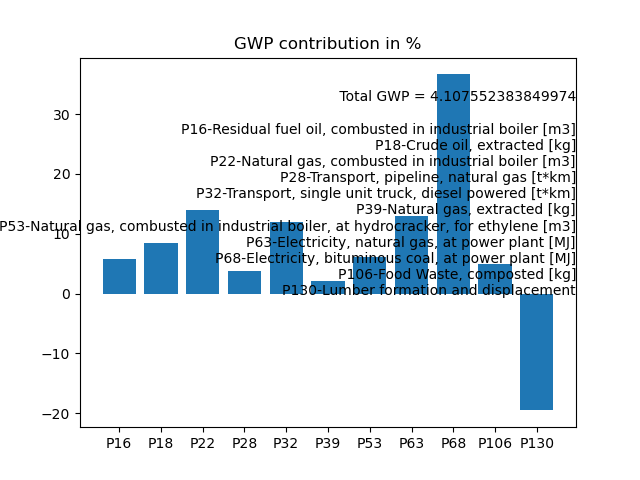 GWP contribution in %
Total GWP = 4.107552383849974
P16-Residual fuel oil, combusted in industrial boiler [m3]
P18-Crude oil, extracted [kg]
P22-Natural gas, combusted in industrial boiler [m3]
P28-Transport, pipeline, natural gas [t*km]
P32-Transport, single unit truck, diesel powered [t*km]
P39-Natural gas, extracted [kg]
P53-Natural gas, combusted in industrial boiler, at hydrocracker, for ethylene [m3]
P63-Electricity, natural gas, at power plant [MJ]
P68-Electricity, bituminous coal, at power plant [MJ]
P106-Food Waste, composted [kg]
P130-Lumber formation and displacement
30
20
10
0
−10
−20
P16 P18 P22 P28 P32 P39 P53 P63 P68 P106 P130